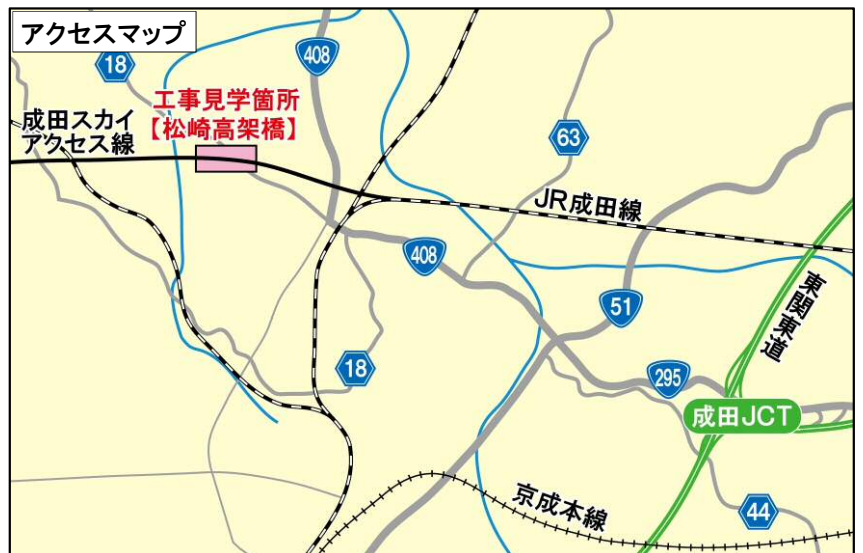 アクセスマップ
18
408
工事見学箇所
【松崎高架橋】
成田スカイ
アクセス線
63
JR成田線
408
51
東関東道
18
295
成田JCT
京成本線
44